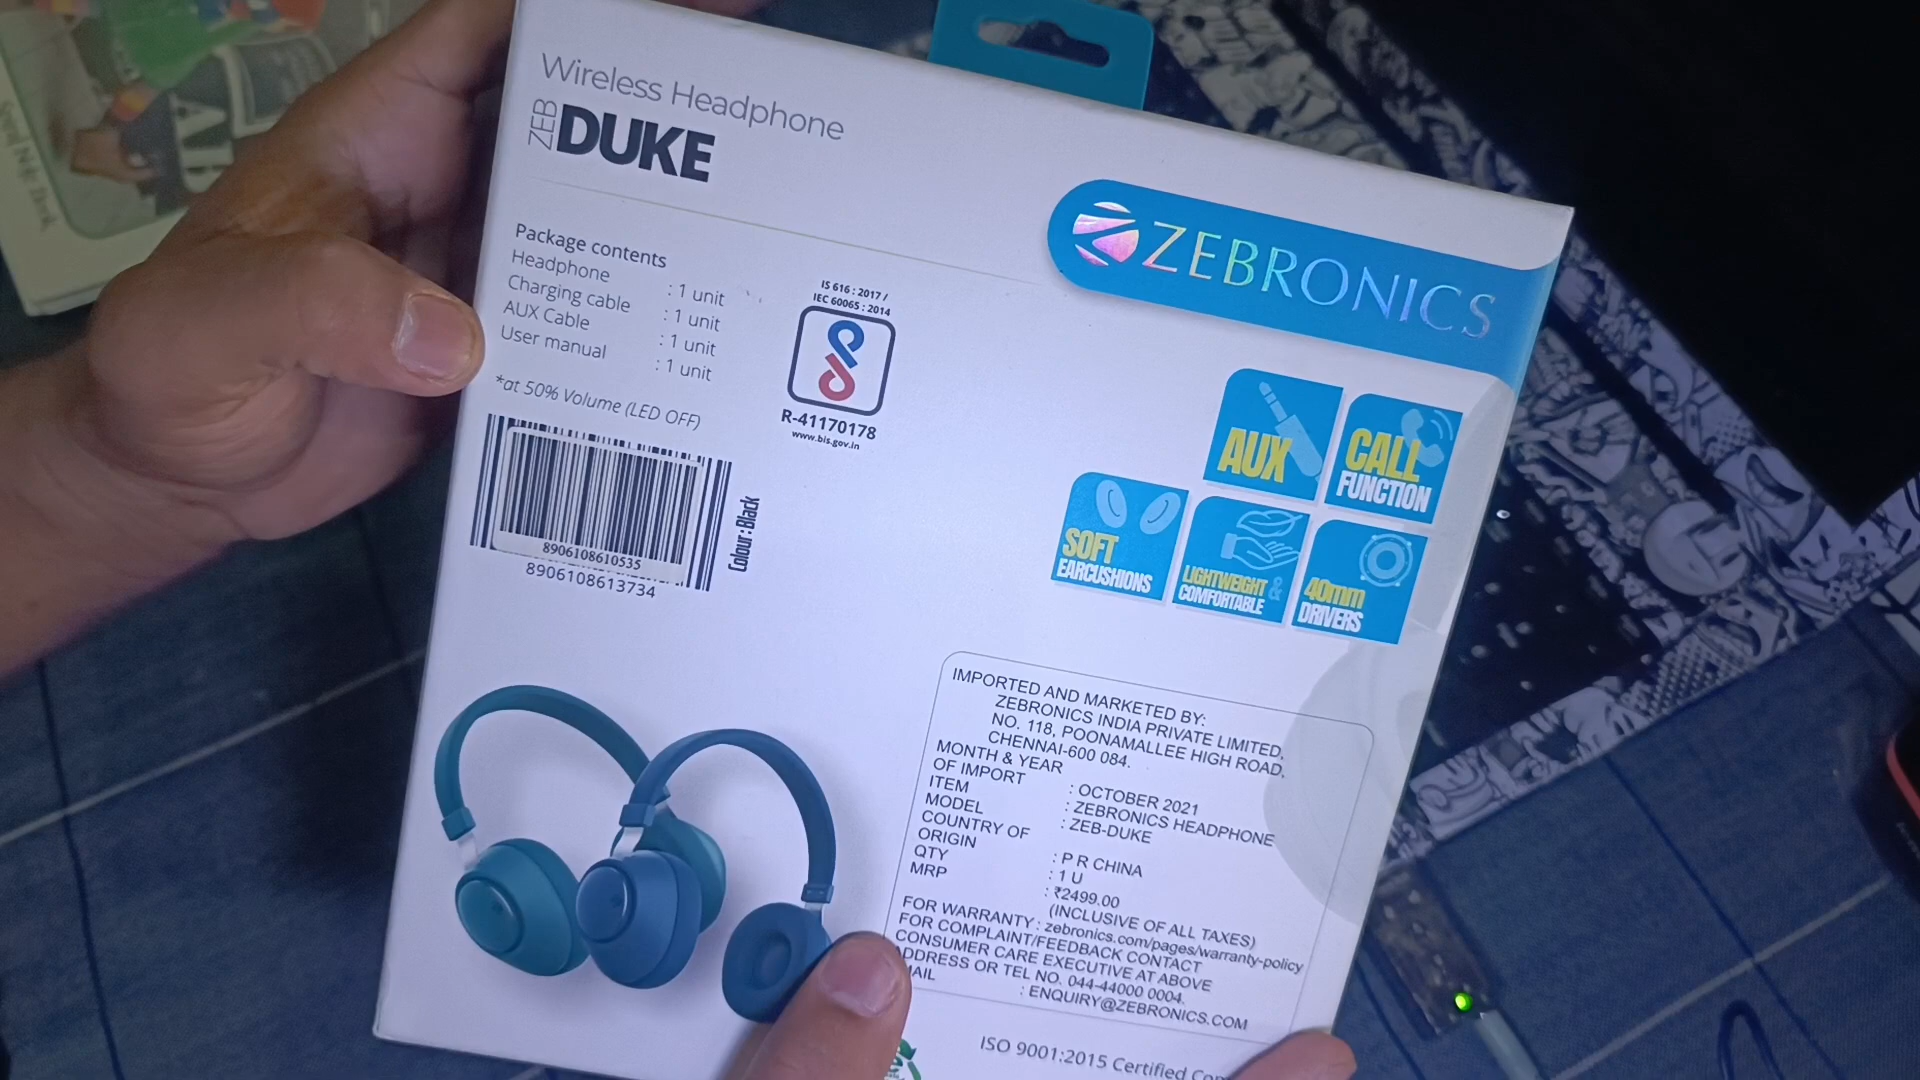 Wireless Headphone
ZEB DUKE
ZEBRONICS
Package contents
Headphone : 1 unit
Charging cable : 1 unit
AUX Cable : 1 unit
User manual : 1 unit
*at 50% Volume (LED OFF)
IS 616 : 2017 /
IEC 60065 : 2014
R-41170178
www.bis.gov.in
8906108610535
8906108613734
Colour : Black
AUX
CALL
FUNCTION
SOFT
EARCUSHIONS
LIGHTWEIGHT &
COMFORTABLE
40mm
DRIVERS
IMPORTED AND MARKETED BY:
ZEBRONICS INDIA PRIVATE LIMITED,
NO. 118, POONAMALLEE HIGH ROAD,
CHENNAI-600 084.
MONTH & YEAR
OF IMPORT : OCTOBER 2021
ITEM : ZEBRONICS HEADPHONE
MODEL : ZEB-DUKE
COUNTRY OF
ORIGIN : P R CHINA
QTY : 1 U
MRP : ₹2499.00
(INCLUSIVE OF ALL TAXES)
FOR WARRANTY : zebronics.com/pages/warranty-policy
FOR COMPLAINT/FEEDBACK CONTACT
CONSUMER CARE EXECUTIVE AT ABOVE
ADDRESS OR TEL NO. 044-44000 0004.
: ENQUIRY@ZEBRONICS.COM
ISO 9001:2015 Certified